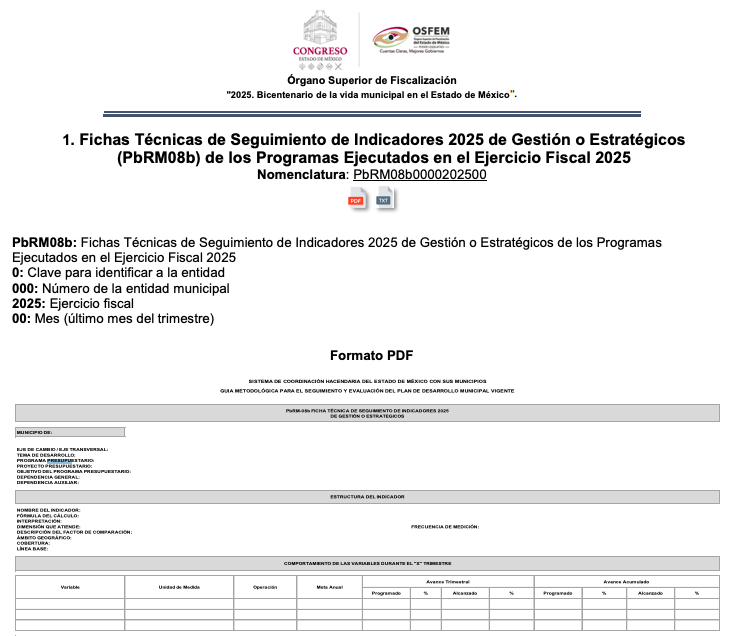 CONGRESO
ESTADO DE MÉXICO
OSFEM
Cuentas Claras, Mejores Gobiernos
Órgano Superior de Fiscalización
"2025. Bicentenario de la vida municipal en el Estado de México".
1. Fichas Técnicas de Seguimiento de Indicadores 2025 de Gestión o Estratégicos
(PbRM08b) de los Programas Ejecutados en el Ejercicio Fiscal 2025
Nomenclatura: PbRM08b0000202500
PDF TXT
PbRM08b: Fichas Técnicas de Seguimiento de Indicadores 2025 de Gestión o Estratégicos de los Programas
Ejecutados en el Ejercicio Fiscal 2025
0: Clave para identificar a la entidad
000: Número de la entidad municipal
2025: Ejercicio fiscal
00: Mes (último mes del trimestre)
Formato PDF
SISTEMA DE COORDINACIÓN HACENDARIA DEL ESTADO DE MÉXICO CON SUS MUNICIPIOS
GUIA METODOLÓGICA PARA EL SEGUIMIENTO Y EVALUACIÓN DEL PLAN DE DESARROLLO MUNICIPAL VIGENTE
PbRM-08b FICHA TÉCNICA DE SEGUIMIENTO DE INDICADORES 2025
DE GESTIÓN O ESTRATÉGICOS
MUNICIPIO DE:
EJE DE CAMBIO / EJE TRANSVERSAL:
TEMA DE DESARROLLO:
PROGRAMA PRESUPUESTARIO:
PROYECTO PRESUPUESTARIO:
OBJETIVO DEL PROGRAMA PRESUPUESTARIO:
DEPENDENCIA GENERAL:
DEPENDENCIA AUXILIAR:
ESTRUCTURA DEL INDICADOR
NOMBRE DEL INDICADOR:
FÓRMULA DEL CÁLCULO:
INTERPRETACIÓN:
DIMENSIÓN QUE ATIENDE: FRECUENCIA DE MEDICIÓN:
DESCRIPCIÓN DEL FACTOR DE COMPARACIÓN:
ÁMBITO GEOGRÁFICO:
COBERTURA:
LÍNEA BASE:
COMPORTAMIENTO DE LAS VARIABLES DURANTE EL "X" TRIMESTRE
Variable Unidad de Medida Operación Meta Anual Avance Trimestral Avance Acumulado
Programado % Alcanzado % Programado % Alcanzado %